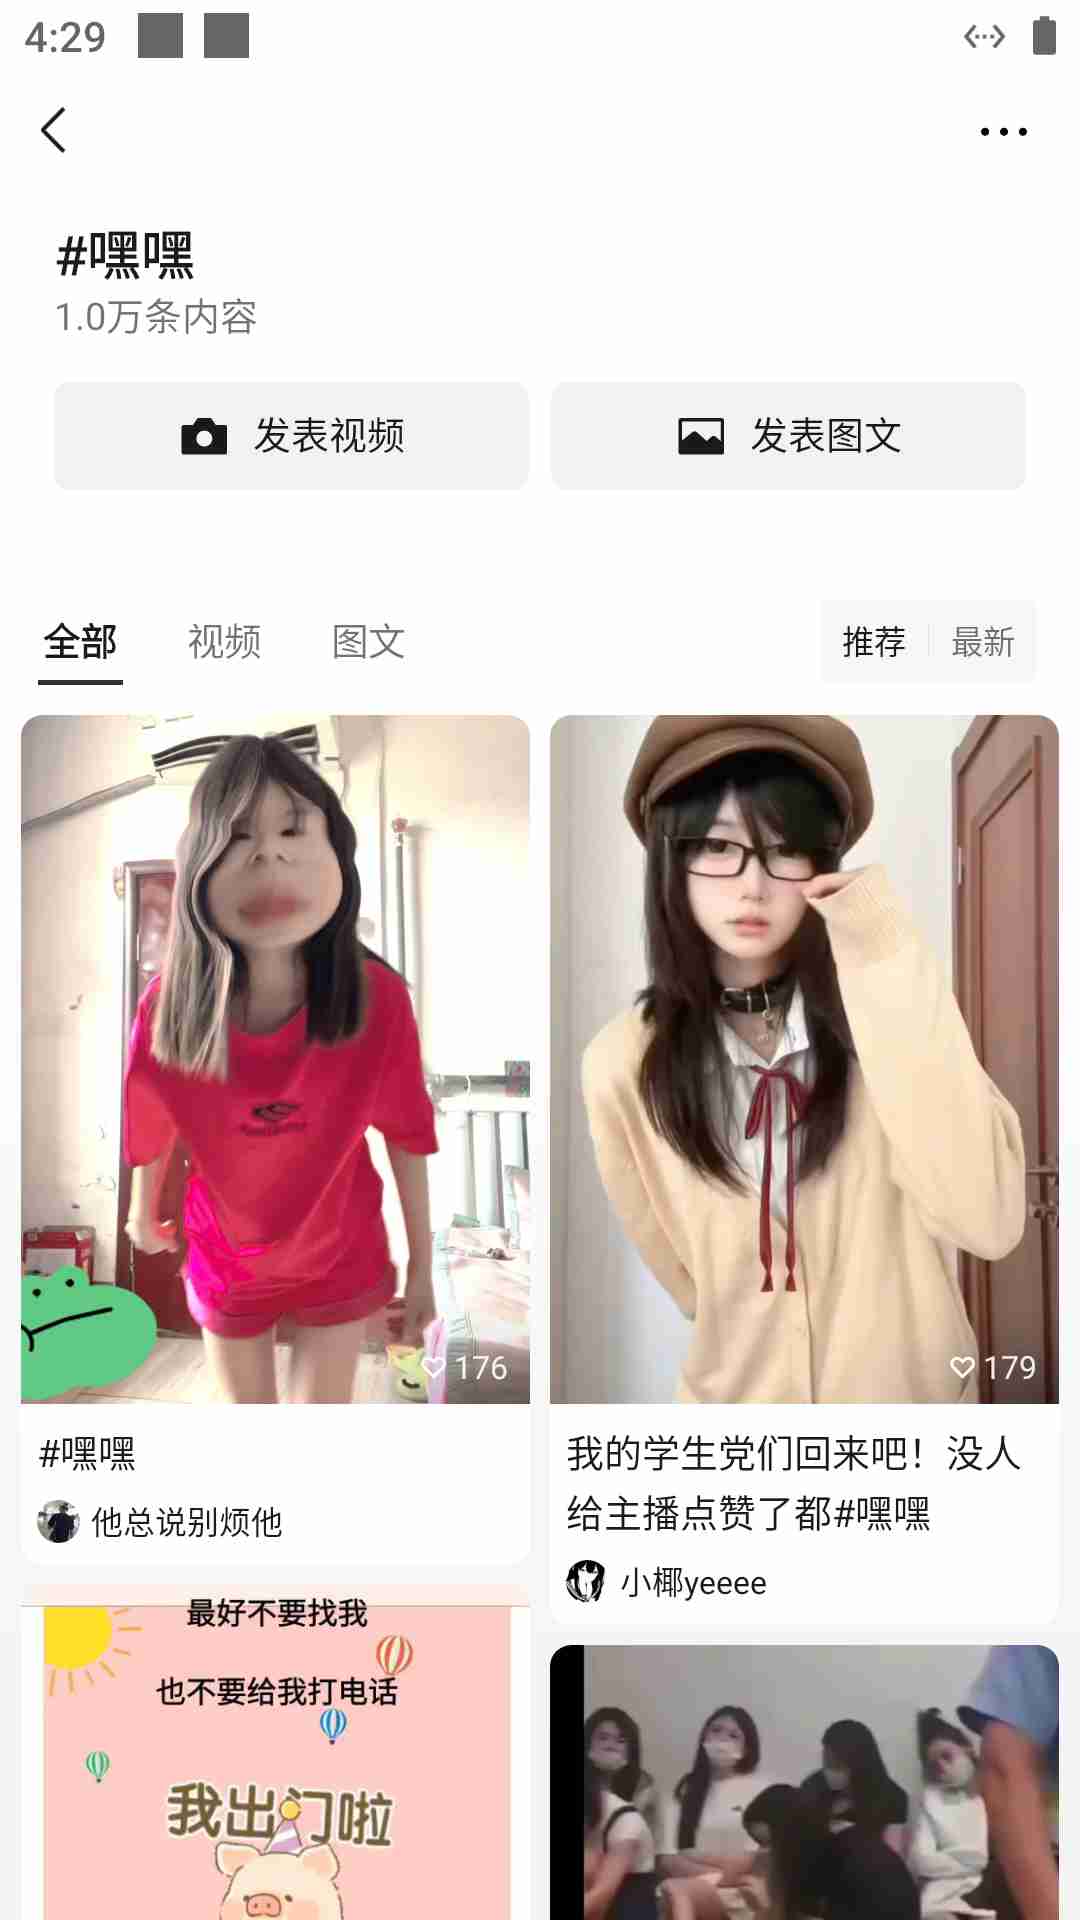 4:29
#嘿嘿
1.0万条内容
发表视频
发表图文
全部
视频
图文
推荐
最新
176
179
#嘿嘿
他总说别烦他
我的学生党们回来吧！没人
给主播点赞了都#嘿嘿
小椰yeeee
最好不要找我
也不要给我打电话
我出门啦